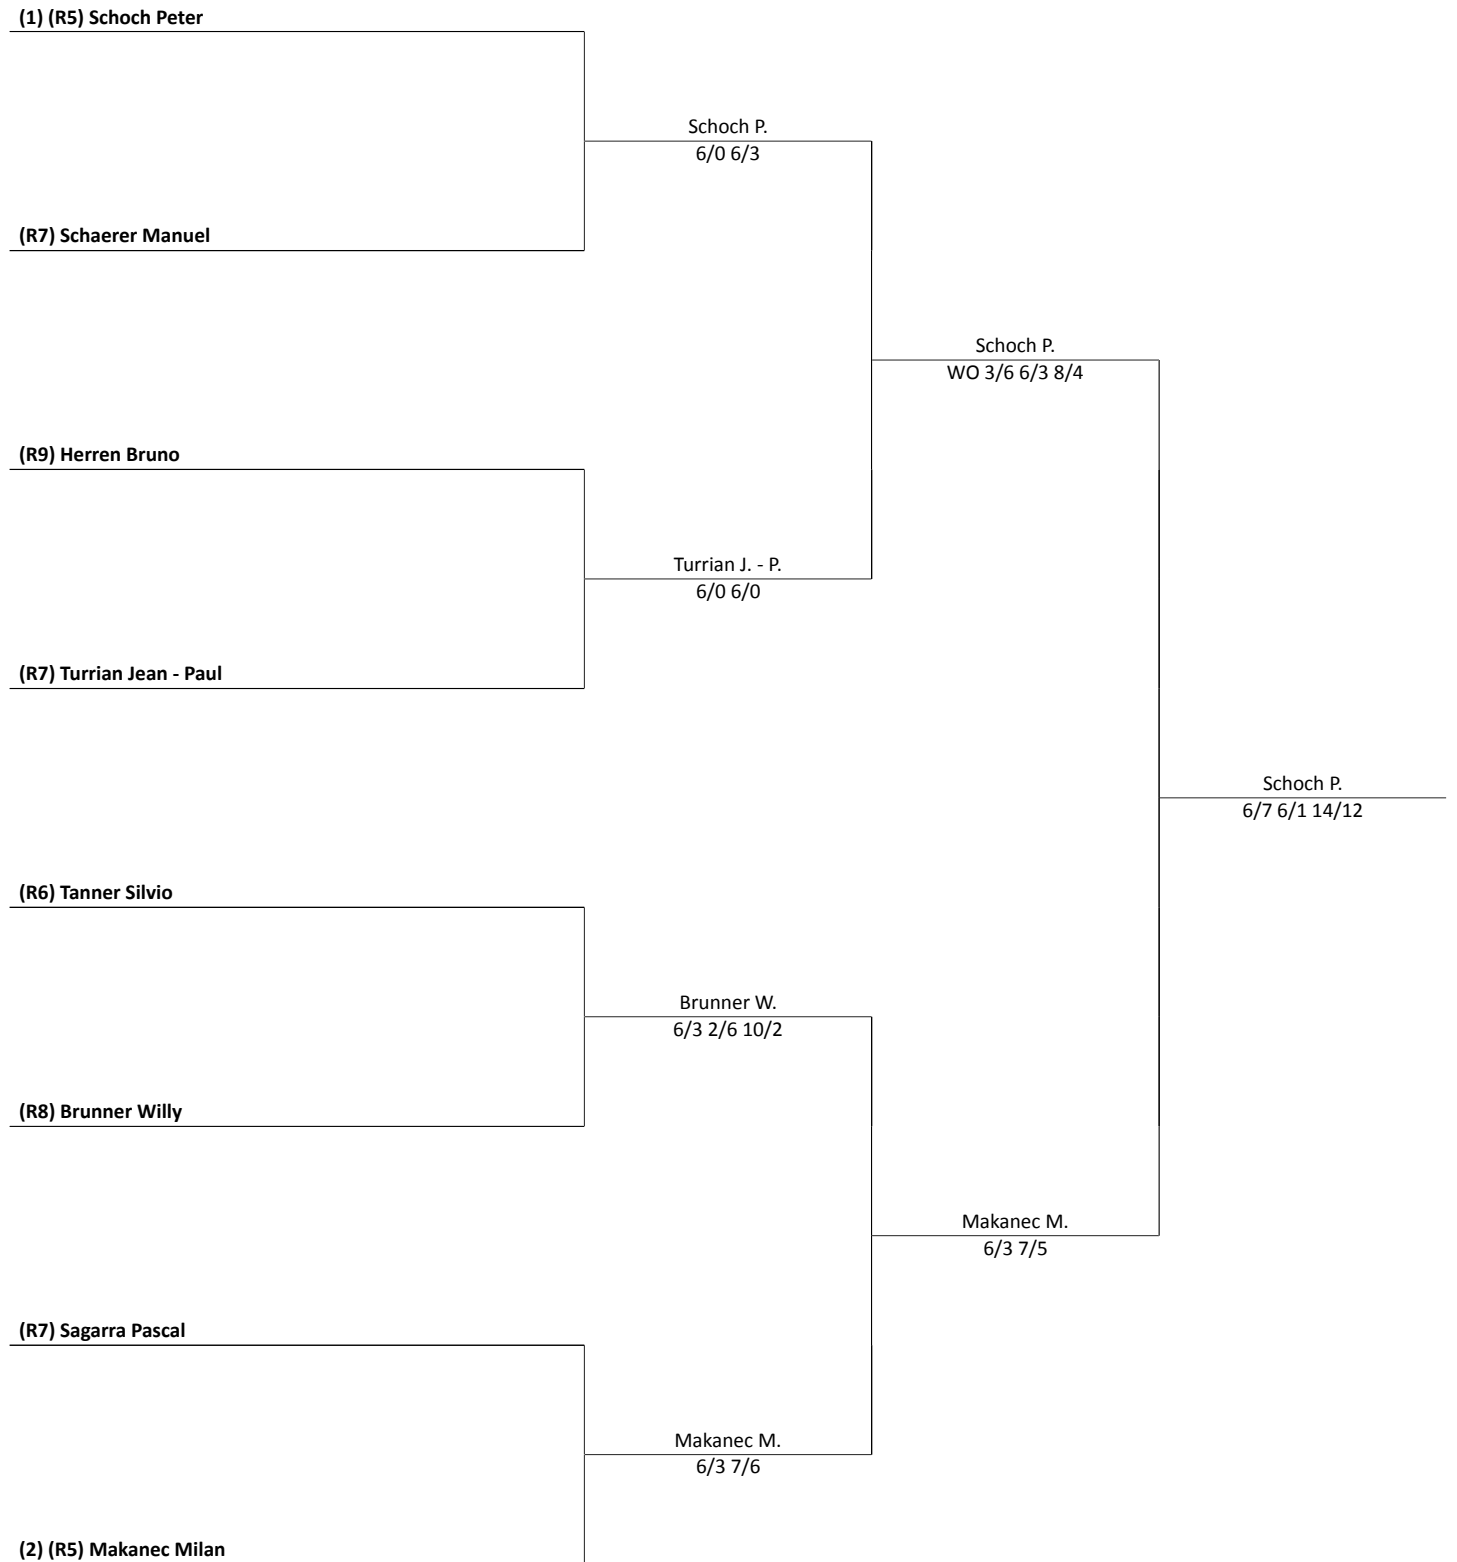 (1) (R5) Schoch Peter
Schoch P.
6/0 6/3
(R7) Schaerer Manuel
Schoch P.
WO 3/6 6/3 8/4
(R9) Herren Bruno
Turrian J. - P.
6/0 6/0
(R7) Turrian Jean - Paul
Schoch P.
6/7 6/1 14/12
(R6) Tanner Silvio
Brunner W.
6/3 2/6 10/2
(R8) Brunner Willy
Makanec M.
6/3 7/5
(R7) Sagarra Pascal
Makanec M.
6/3 7/6
(2) (R5) Makanec Milan